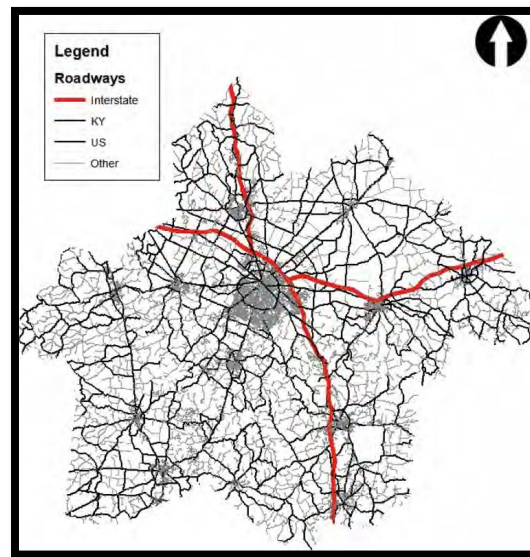 Legend
Roadways
Interstate
KY
US
Other